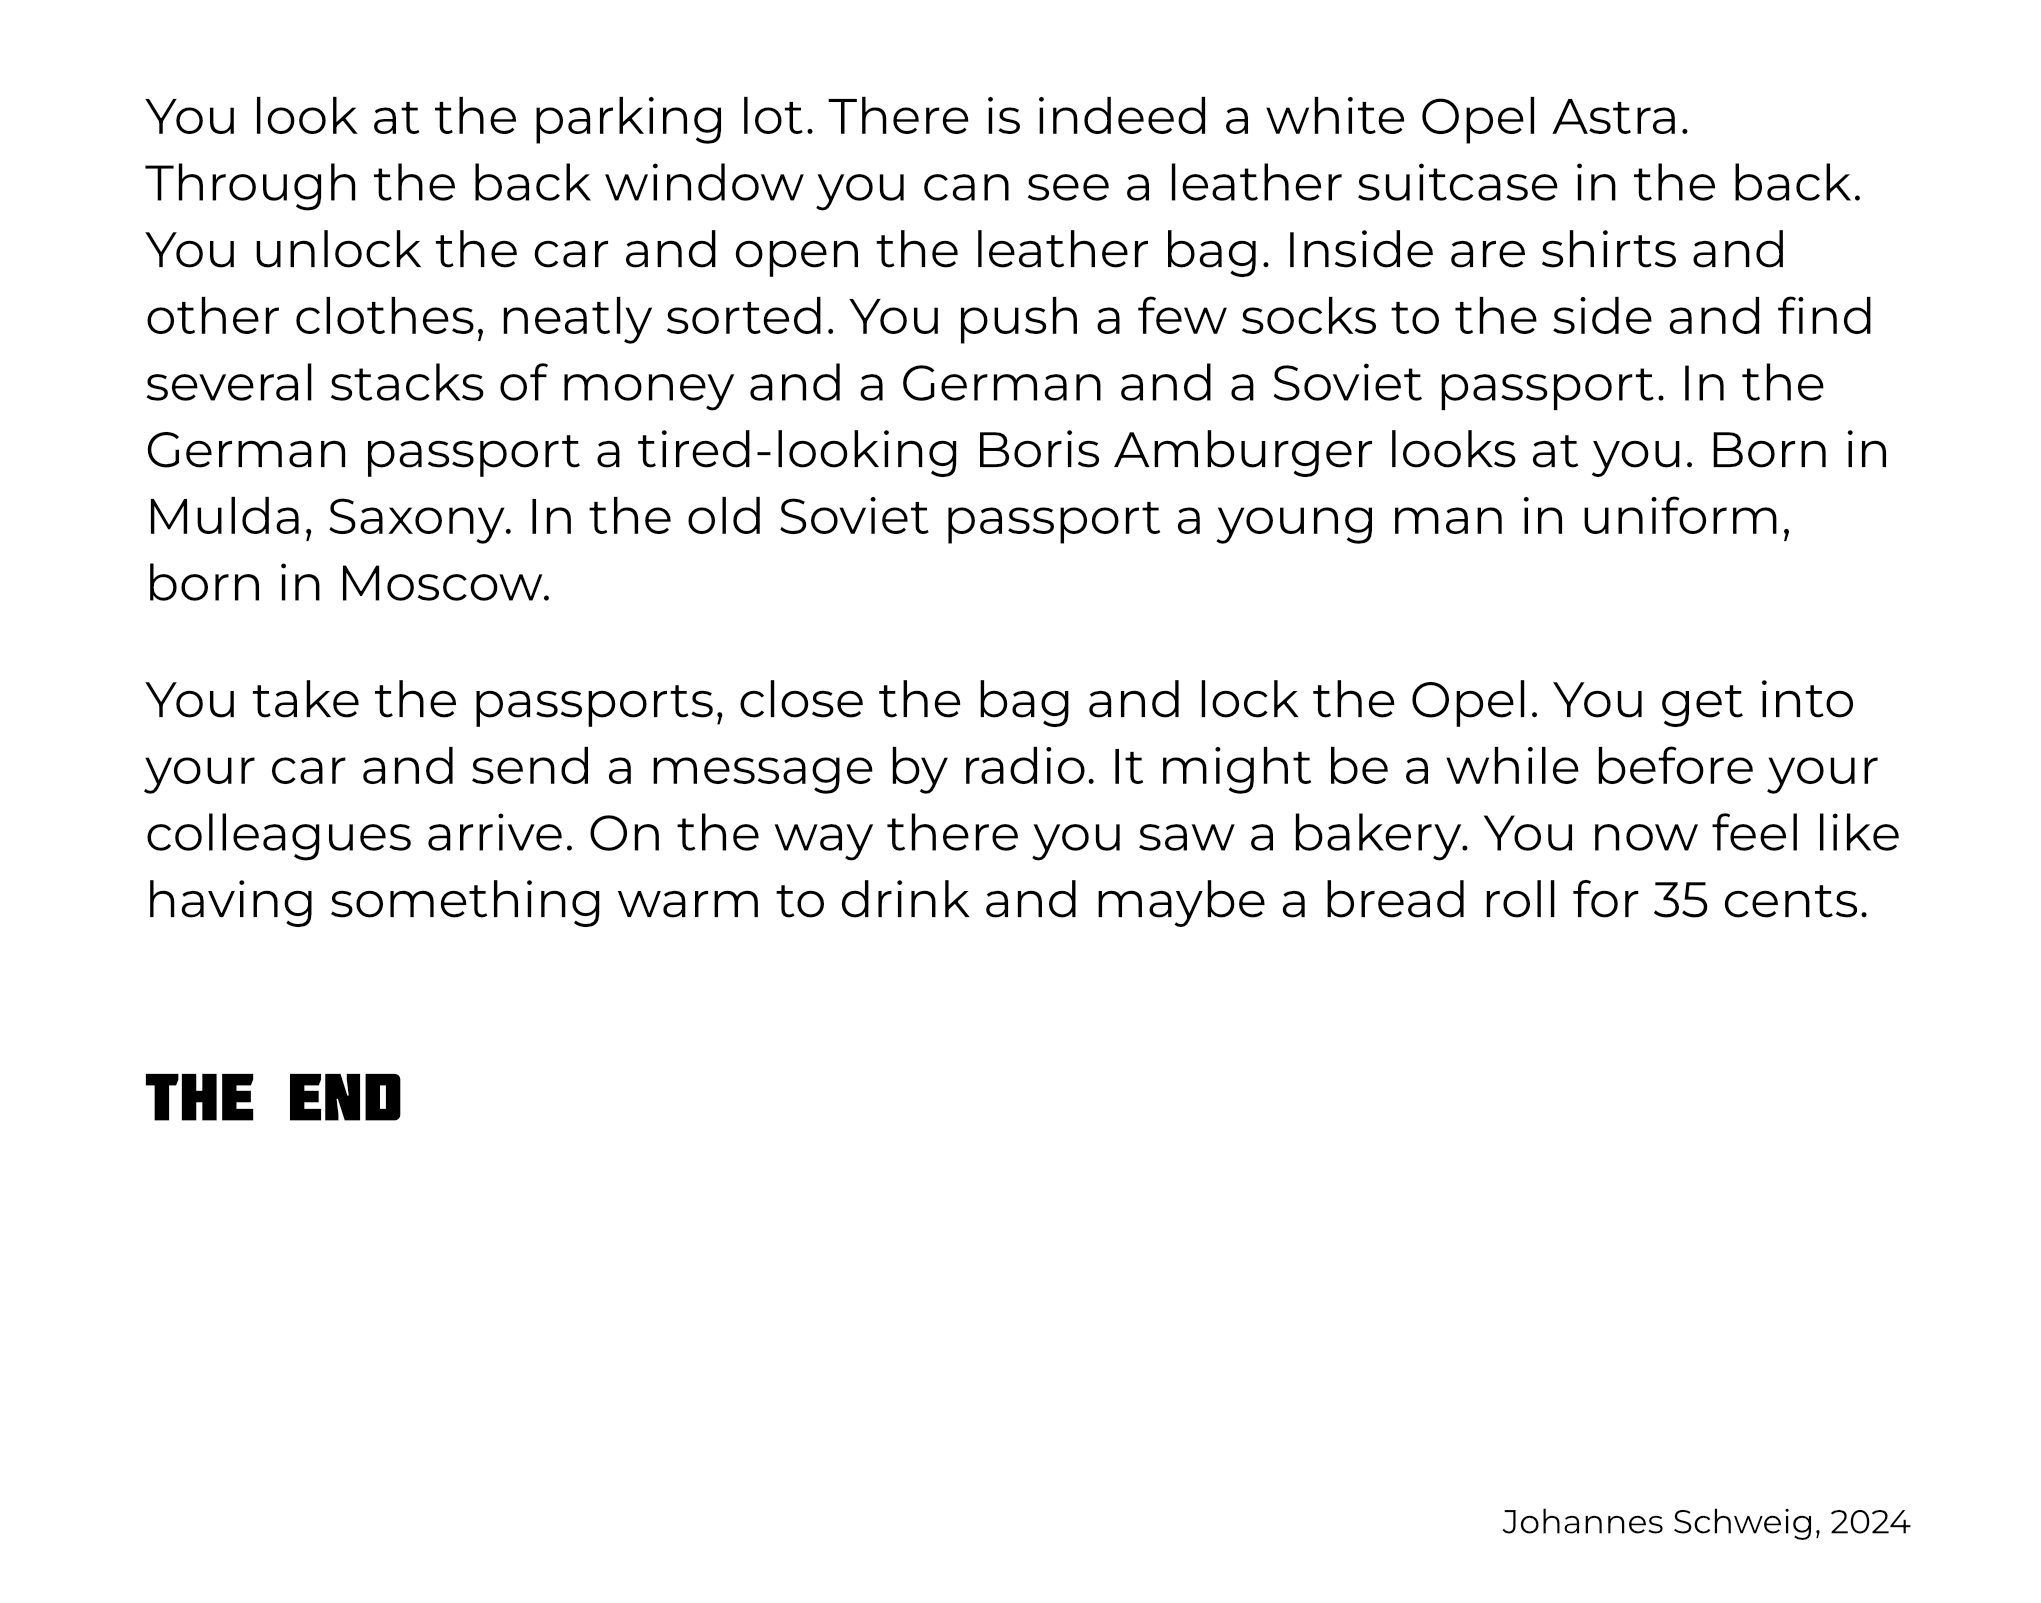 You look at the parking lot. There is indeed a white Opel Astra.
Through the back window you can see a leather suitcase in the back.
You unlock the car and open the leather bag. Inside are shirts and
other clothes, neatly sorted. You push a few socks to the side and find
several stacks of money and a German and a Soviet passport. In the
German passport a tired-looking Boris Amburger looks at you. Born in
Mulda, Saxony. In the old Soviet passport a young man in uniform,
born in Moscow.
You take the passports, close the bag and lock the Opel. You get into
your car and send a message by radio. It might be a while before your
colleagues arrive. On the way there you saw a bakery. You now feel like
having something warm to drink and maybe a bread roll for 35 cents.
THE END
Johannes Schweig, 2024